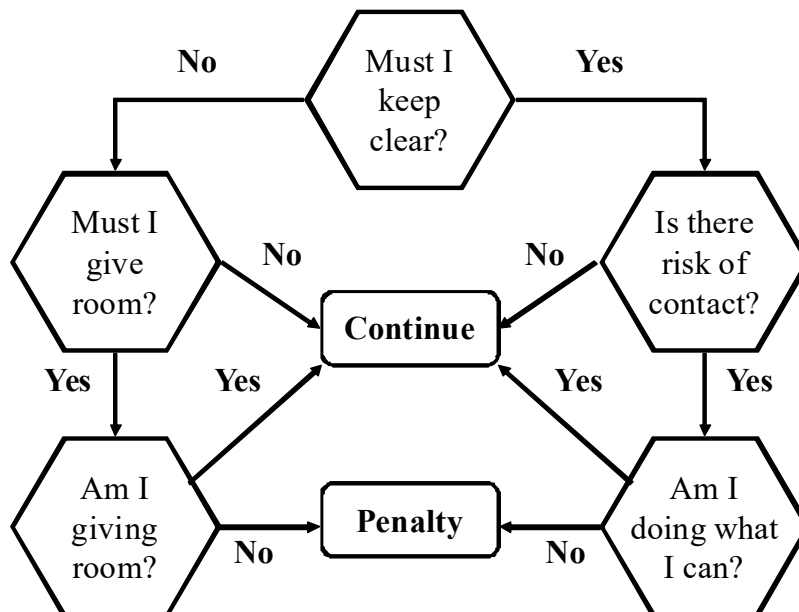 Must I
keep
clear?
No
Yes
Must I
give
room?
Is there
risk of
contact?
No
No
Continue
Yes
Yes
Yes
Yes
Am I
giving
room?
Penalty
Am I
doing what
I can?
No
No